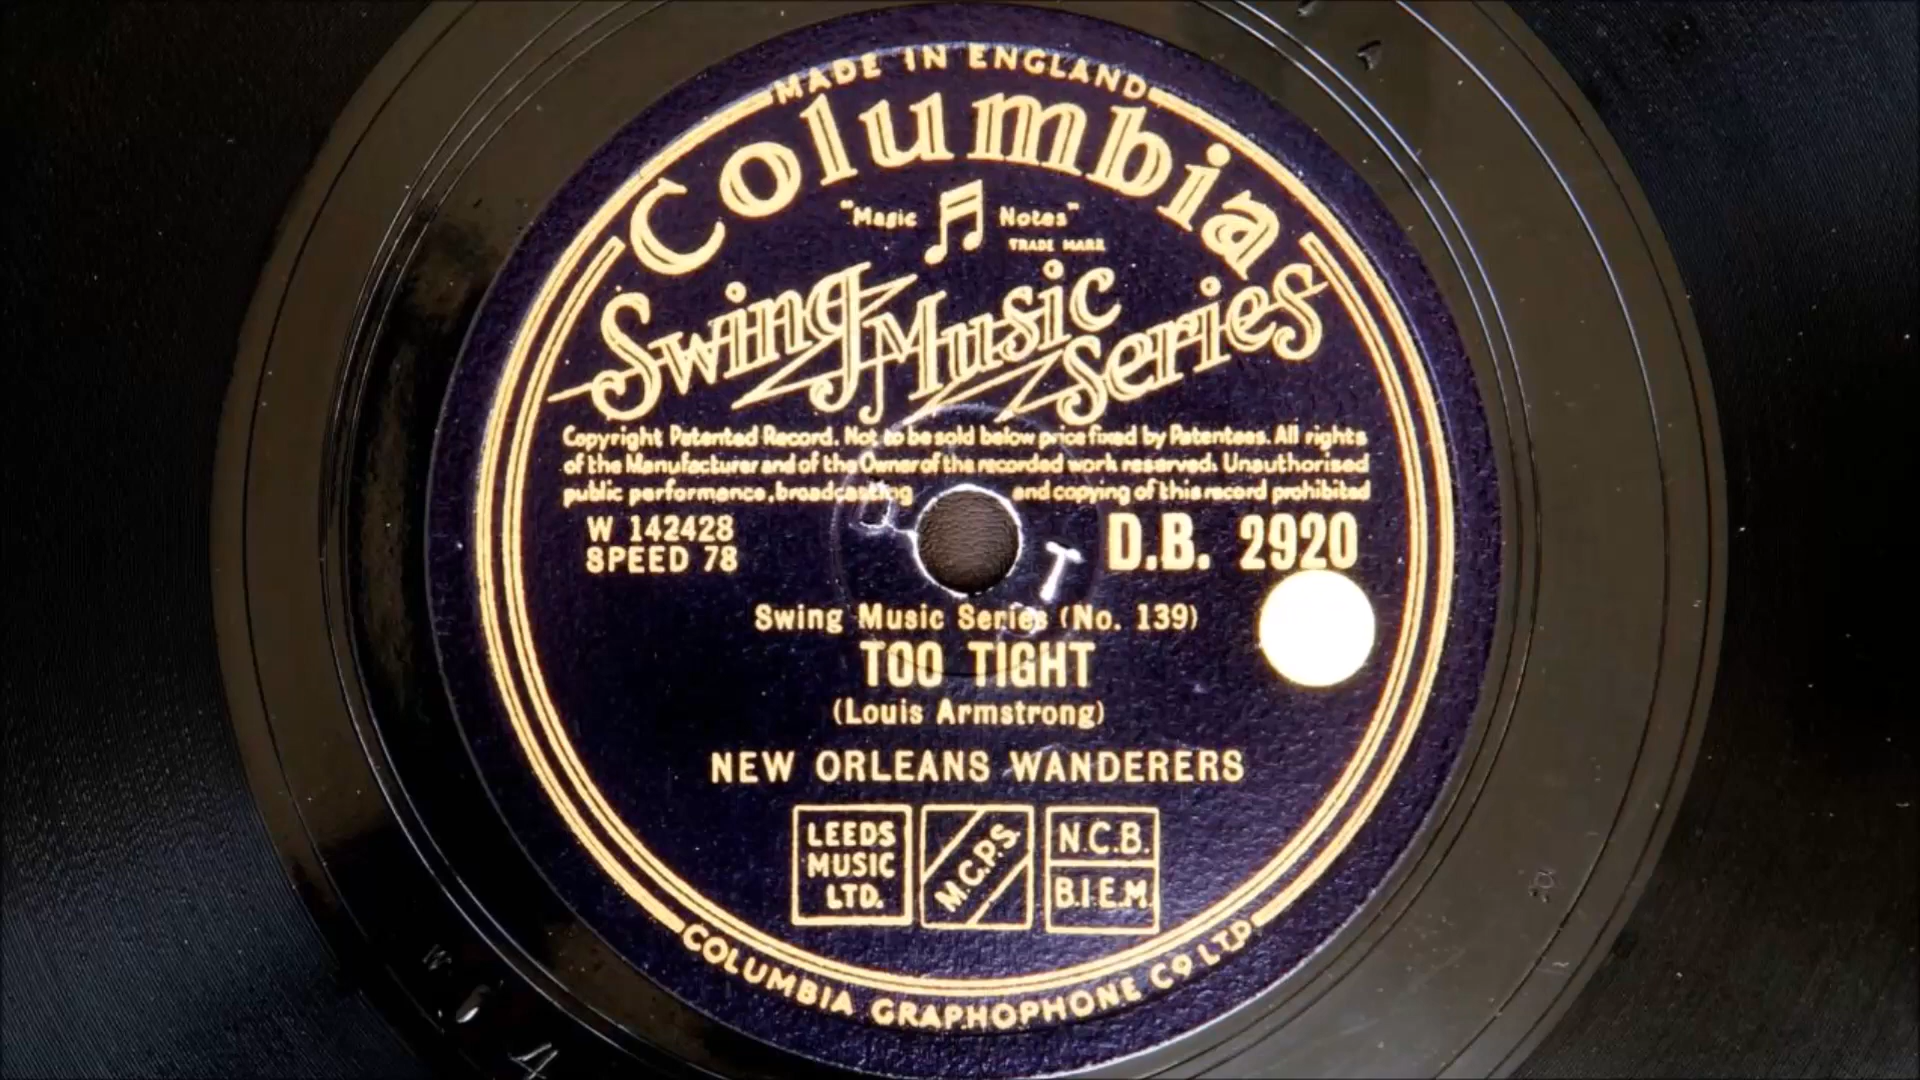 MADE IN ENGLAND
Columbia
"Magic Notes"
TRADE MARK
Swing Music Series
Copyright Patented Record. Not to be sold below price fixed by Patentees. All rights
of the Manufacturer and of the Owner of the recorded work reserved. Unauthorised
public performance, broadcasting and copying of this record prohibited
W 142428
SPEED 78
D.B. 2920
T
Swing Music Series (No. 139)
TOO TIGHT
(Louis Armstrong)
NEW ORLEANS WANDERERS
LEEDS
MUSIC
LTD.
M.C.P.S.
N.C.B.
B.I.E.M.
COLUMBIA GRAPHOPHONE CO LTD